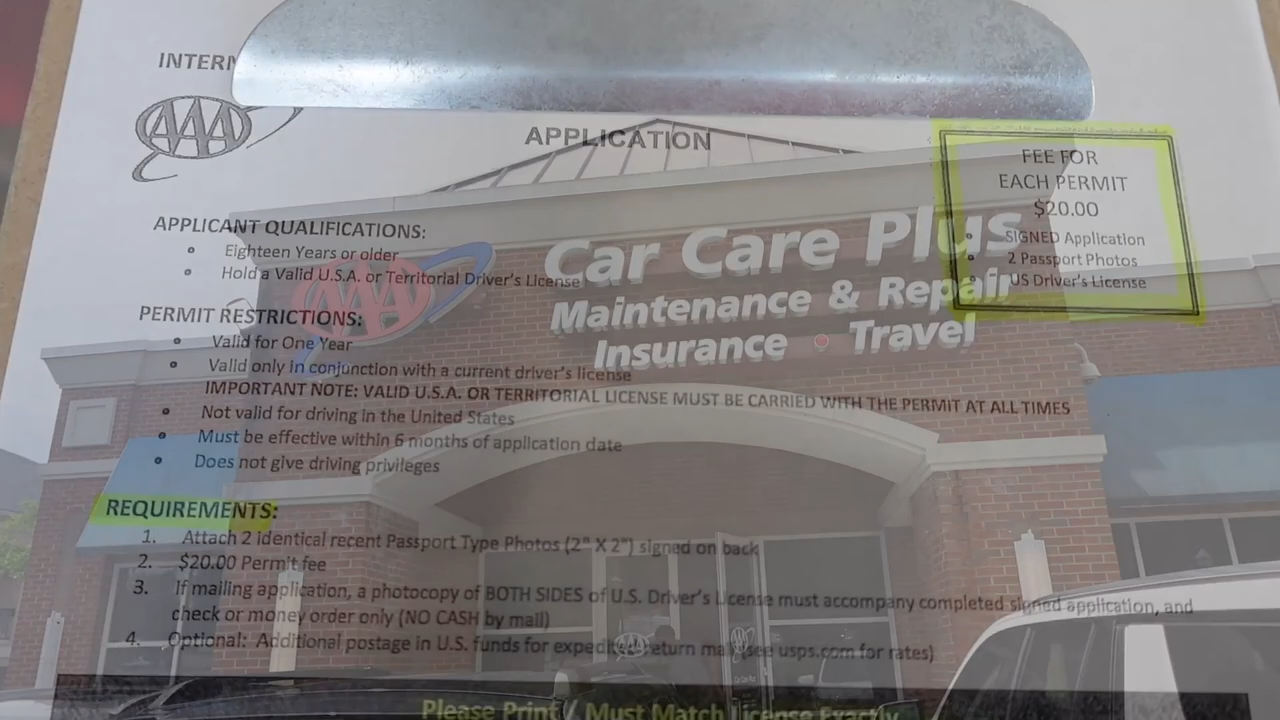 INTERN
AAA
APPLICATION
FEE FOR
EACH PERMIT
$20.00
• SIGNED Application
• 2 Passport Photos
• US Driver's License
APPLICANT QUALIFICATIONS:
• Eighteen Years or older
• Hold a Valid U.S.A. or Territorial Driver's License
AAA
Car Care Plus
Maintenance & Repair
Insurance • Travel
PERMIT RESTRICTIONS:
• Valid for One Year
• Valid only in conjunction with a current driver's license
IMPORTANT NOTE: VALID U.S.A. OR TERRITORIAL LICENSE MUST BE CARRIED WITH THE PERMIT AT ALL TIMES
• Not valid for driving in the United States
• Must be effective within 6 months of application date
• Does not give driving privileges
REQUIREMENTS:
1. Attach 2 identical recent Passport Type Photos (2" X 2") signed on back
2. $20.00 Permit fee
3. If mailing application, a photocopy of BOTH SIDES of U.S. Driver's License must accompany completed signed application, and
check or money order only (NO CASH by mail)
4. Optional: Additional postage in U.S. funds for expedited return mail (see usps.com for rates)
Please Print / Must Match License Exactly